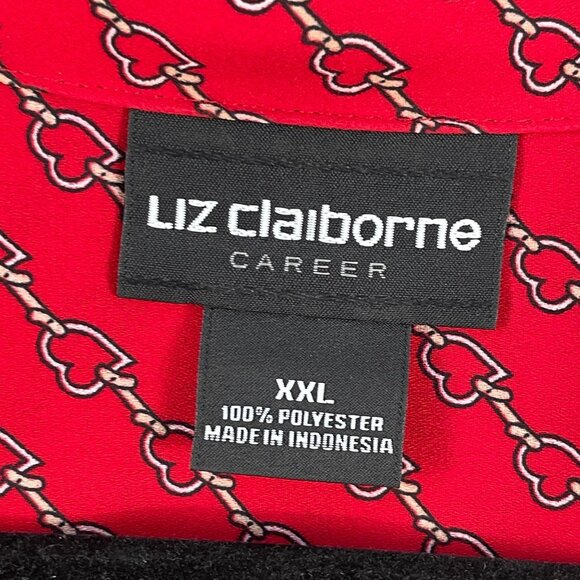 Liz claiborne
CAREER
XXL
100% POLYESTER
MADE IN INDONESIA